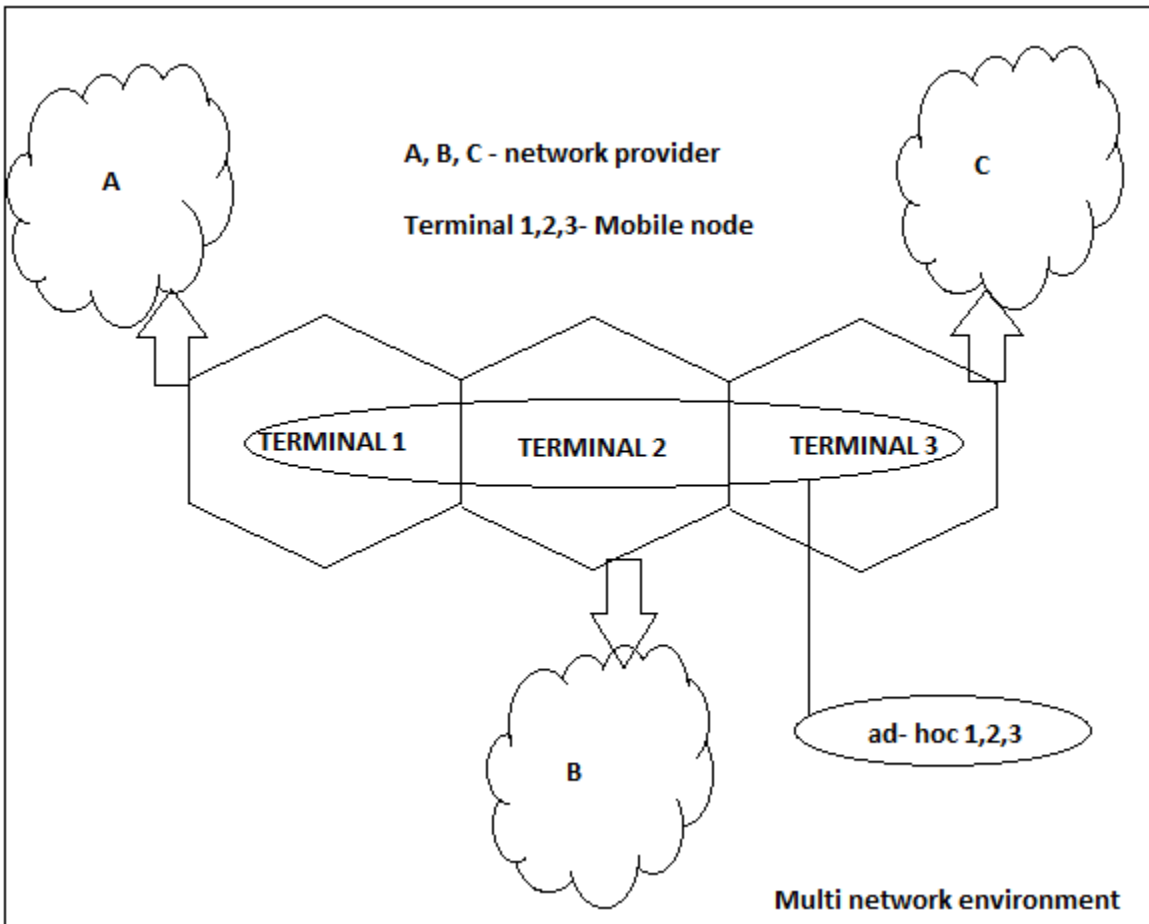 A
C
A, B, C - network provider
Terminal 1,2,3- Mobile node
TERMINAL 1
TERMINAL 2
TERMINAL 3
ad- hoc 1,2,3
B
Multi network environment